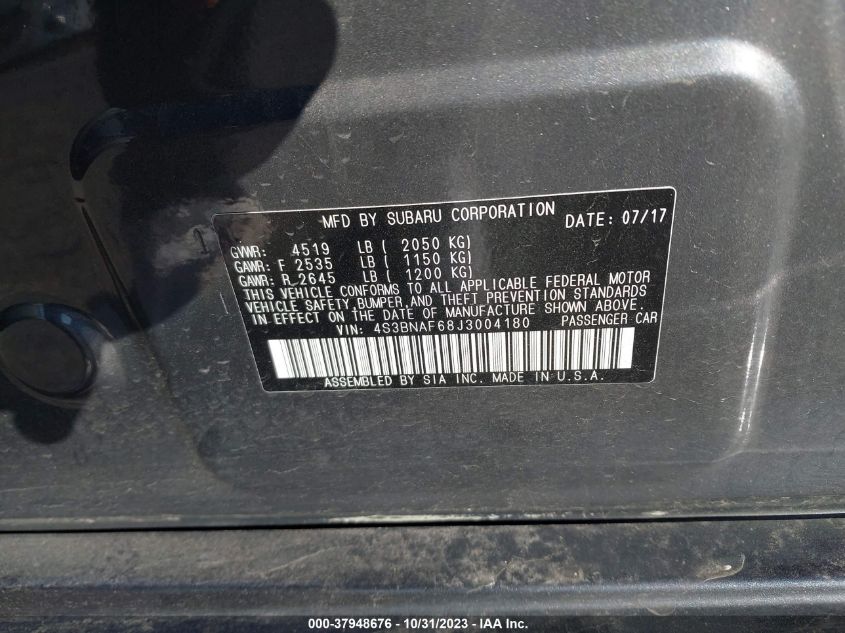 MFD BY SUBARU CORPORATION DATE: 07/17
GVWR: 4519 LB ( 2050 KG)
GAWR: F 2535 LB ( 1150 KG)
GAWR: R 2645 LB ( 1200 KG)
THIS VEHICLE CONFORMS TO ALL APPLICABLE FEDERAL MOTOR
VEHICLE SAFETY, BUMPER, AND THEFT PREVENTION STANDARDS
IN EFFECT ON THE DATE OF MANUFACTURE SHOWN ABOVE.
VIN: 4S3BNAF68J3004180 PASSENGER CAR
ASSEMBLED BY SIA INC. MADE IN U.S.A.
000-37948676 - 10/31/2023 - © IAA Inc.